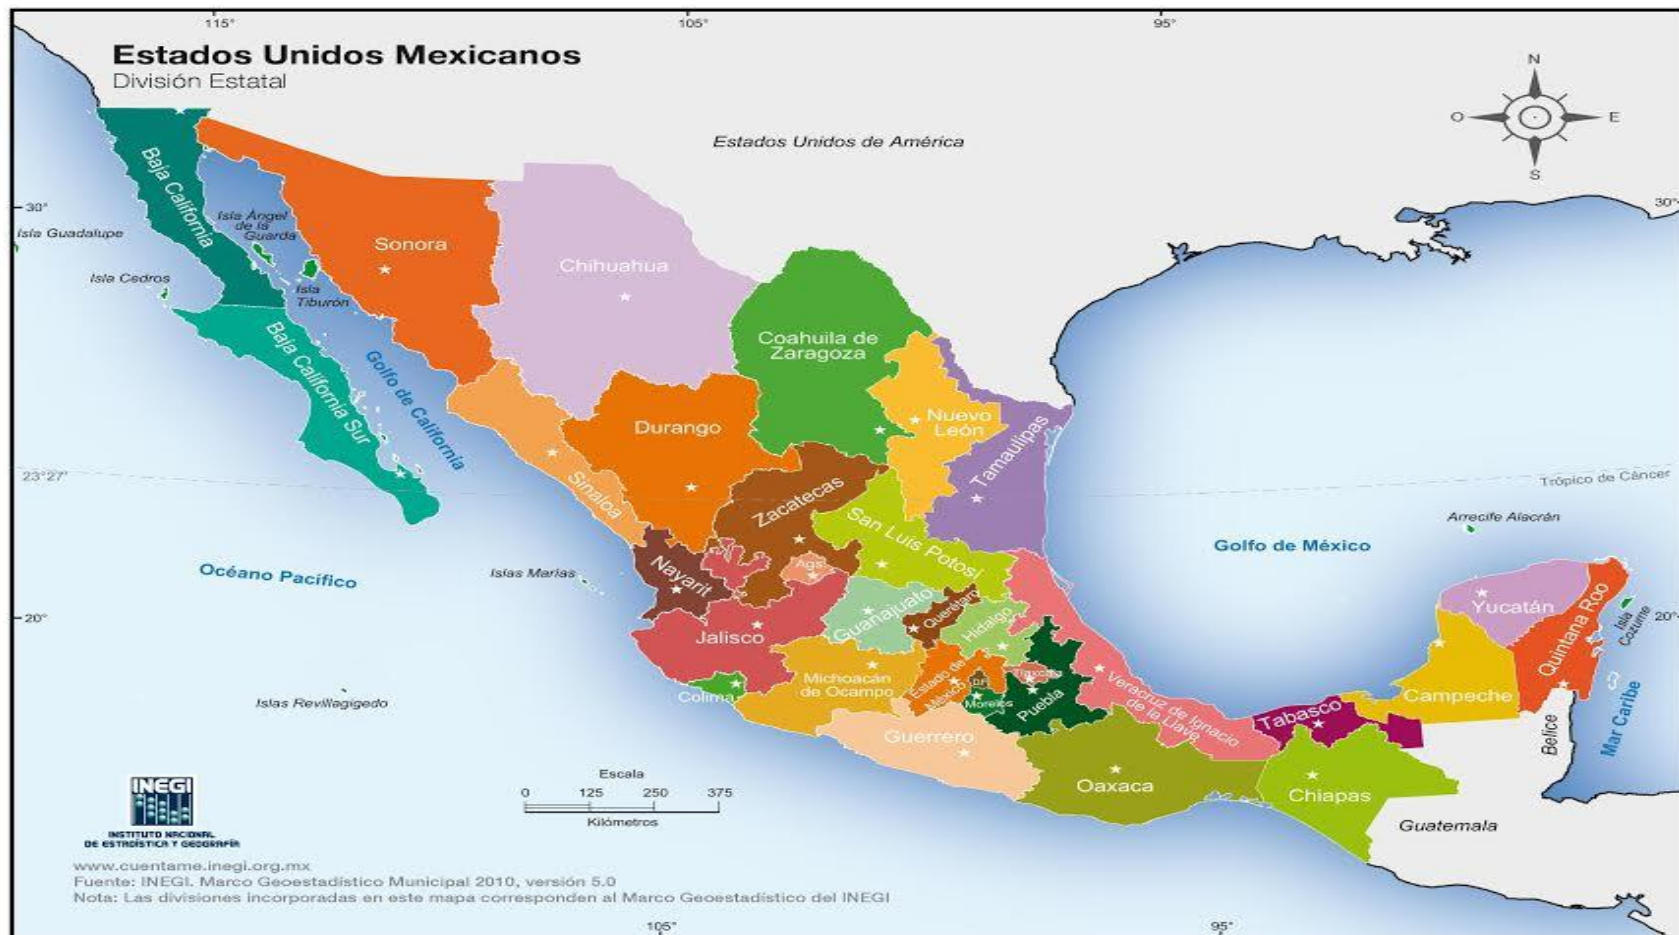 115°
105°
95°
Estados Unidos Mexicanos
División Estatal
N
O
E
S
Estados Unidos de América
30°
30°
Baja California
Isla Ángel
de la
Guarda
Isla Guadalupe
Isla Cedros
Isla
Tiburón
Sonora
Chihuahua
Coahuila de
Zaragoza
Baja California Sur
Golfo de California
Nuevo
León
Durango
Tamaulipas
23°27'
Trópico de Cáncer
Sinaloa
Zacatecas
San Luís Potosí
Arrecife Alacrán
Golfo de México
Océano Pacífico
Islas Marías
Nayarit
Ags.
Guanajuato
Querétaro
Hidalgo
Yucatán
Quintana Roo
Isla
Cozume
20°
20°
Jalisco
Michoacán
de Ocampo
Estado de
México
DF
Tlaxcala
Morelos
Puebla
Colima
Veracruz de Ignacio
de la Llave
Campeche
Tabasco
Islas Revillagigedo
Guerrero
Oaxaca
Chiapas
Belice
Mar Caribe
Guatemala
Escala
0 125 250 375
Kilómetros
INEGI
INSTITUTO NACIONAL
DE ESTADÍSTICA Y GEOGRAFÍA
www.cuentame.inegi.org.mx
Fuente: INEGI. Marco Geoestadístico Municipal 2010, versión 5.0
Nota: Las divisiones incorporadas en este mapa corresponden al Marco Geoestadístico del INEGI
105°
95°